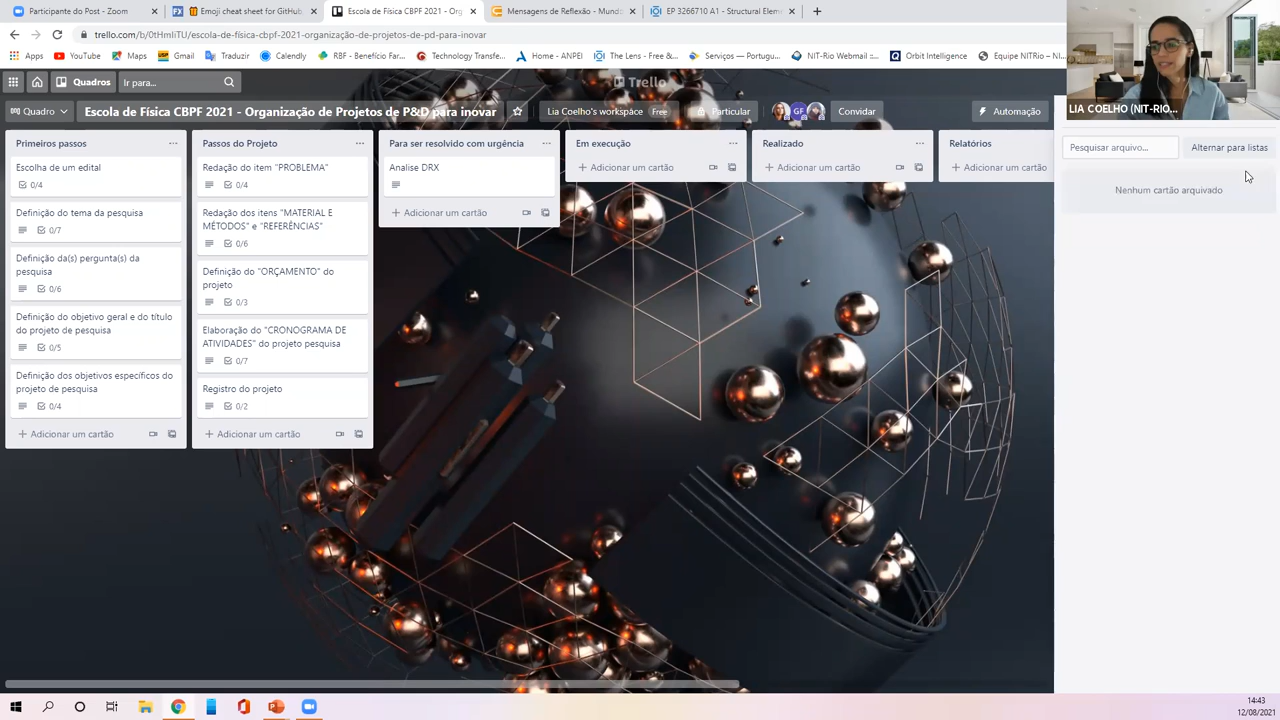 Participante do Post - Zoom
Emoji cheat sheet for GitHub,
Escola de Física CBPF 2021 - Org
Mensagens de Reflexão - Mund
EP 3266710 A1 - Structural Elem
trello.com/b/0tHmIiTU/escola-de-física-cbpf-2021-organização-de-projetos-de-pd-para-inovar
Apps
YouTube
Maps
Gmail
Traduzir
Drive
Calendly
RBF - Benefício Far...
Technology Transfe...
Home - ANPEI
The Lens - Free &...
Serviços — Portugu...
NIT-Rio Webmail ::...
Orbit Intelligence
Equipe NITRio – No...
Quadros
Ir para...
Trello
Quadro
Escola de Física CBPF 2021 - Organização de Projetos de P&D para inovar
Lia Coelho's workspace
Free
Particular
GF
Convidar
Automação
LIA COELHO (NIT-RIO...
Primeiros passos
Escolha de um edital
0/4
Definição do tema da pesquisa
0/7
Definição da(s) pergunta(s) da
pesquisa
0/6
Definição do objetivo geral e do título
do projeto de pesquisa
0/5
Definição dos objetivos específicos do
projeto de pesquisa
0/4
+ Adicionar um cartão
Passos do Projeto
Redação do item "PROBLEMA"
0/4
Redação dos itens "MATERIAL E
MÉTODOS" e "REFERÊNCIAS"
0/6
Definição do "ORÇAMENTO" do
projeto
0/3
Elaboração do "CRONOGRAMA DE
ATIVIDADES" do projeto pesquisa
0/7
Registro do projeto
0/2
+ Adicionar um cartão
Para ser resolvido com urgência
Analise DRX
+ Adicionar um cartão
Em execução
+ Adicionar um cartão
Realizado
+ Adicionar um cartão
Relatórios
+ Adicionar um cartão
Pesquisar arquivo...
Alternar para listas
Nenhum cartão arquivado
14:43
12/08/2021